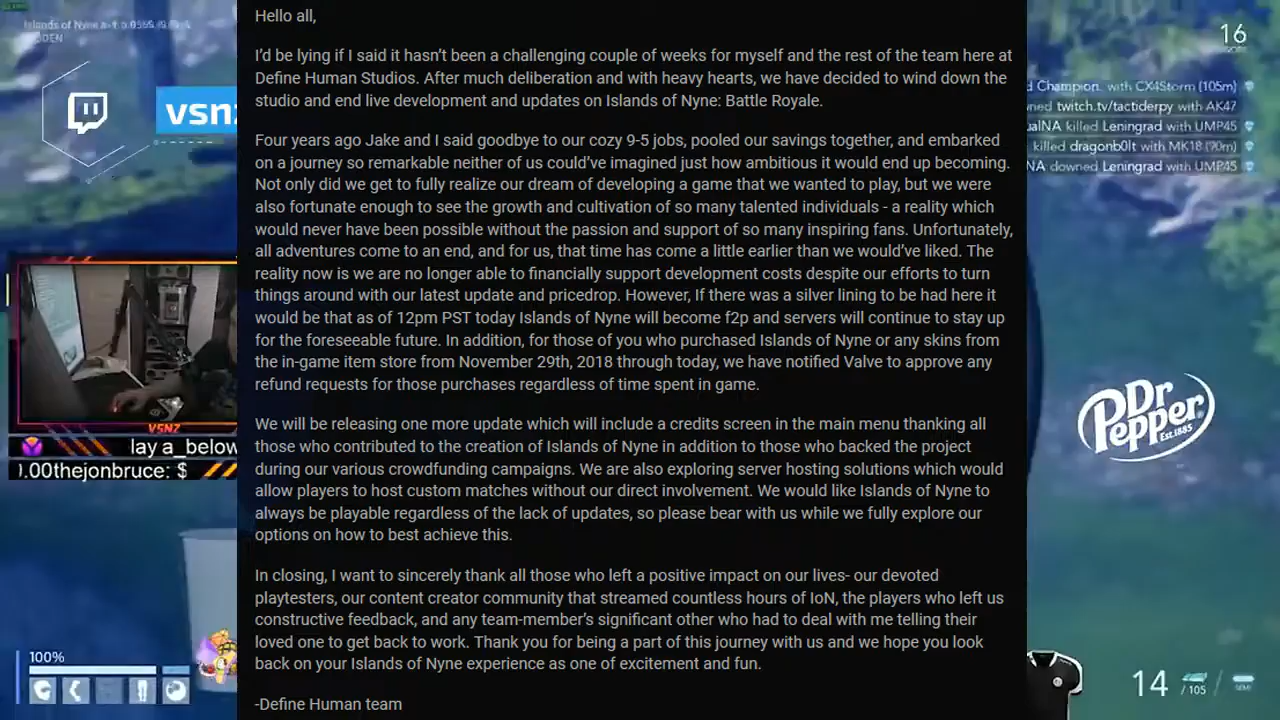 Hello all,
I'd be lying if I said it hasn't been a challenging couple of weeks for myself and the rest of the team here at
Define Human Studios. After much deliberation and with heavy hearts, we have decided to wind down the
studio and end live development and updates on Islands of Nyne: Battle Royale.
Four years ago Jake and I said goodbye to our cozy 9-5 jobs, pooled our savings together, and embarked
on a journey so remarkable neither of us could've imagined just how ambitious it would end up becoming.
Not only did we get to fully realize our dream of developing a game that we wanted to play, but we were
also fortunate enough to see the growth and cultivation of so many talented individuals - a reality which
would never have been possible without the passion and support of so many inspiring fans. Unfortunately,
all adventures come to an end, and for us, that time has come a little earlier than we would've liked. The
reality now is we are no longer able to financially support development costs despite our efforts to turn
things around with our latest update and pricedrop. However, If there was a silver lining to be had here it
would be that as of 12pm PST today Islands of Nyne will become f2p and servers will continue to stay up
for the foreseeable future. In addition, for those of you who purchased Islands of Nyne or any skins from
the in-game item store from November 29th, 2018 through today, we have notified Valve to approve any
refund requests for those purchases regardless of time spent in game.
We will be releasing one more update which will include a credits screen in the main menu thanking all
those who contributed to the creation of Islands of Nyne in addition to those who backed the project
during our various crowdfunding campaigns. We are also exploring server hosting solutions which would
allow players to host custom matches without our direct involvement. We would like Islands of Nyne to
always be playable regardless of the lack of updates, so please bear with us while we fully explore our
options on how to best achieve this.
In closing, I want to sincerely thank all those who left a positive impact on our lives- our devoted
playtesters, our content creator community that streamed countless hours of IoN, the players who left us
constructive feedback, and any team-member's significant other who had to deal with me telling their
loved one to get back to work. Thank you for being a part of this journey with us and we hope you look
back on your Islands of Nyne experience as one of excitement and fun.
-Define Human team
Islands of Nyne
vsnz
VSNZ
lay a_below
).00thejonbruce: $
100%
16
d Champion. with CX4Storm (105m)
ned twitch.tv/tactiderpy with AK47
ualNA killed Leningrad with UMP45
killed dragonb0lt with MK18 (90m)
NA downed Leningrad with UMP45
Dr
Pepper
Est.1885
14 / 105 /